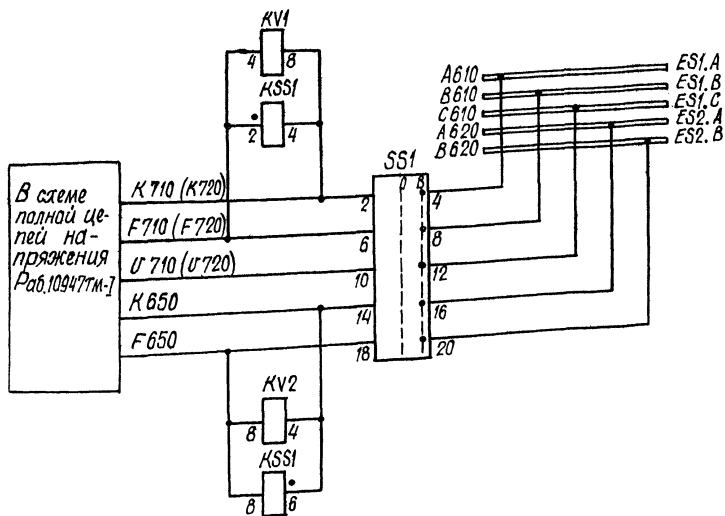 KV1
4 8
KSS1
2 4
A610 ES1.A
B610 ES1.B
C610 ES1.C
A620 ES2.A
B620 ES2.B
SS1
0 B
В схеме
полной це-
пей на-
пряжения
Раб.10947тм-I
K710 (K720)
F710 (F720)
U710 (U720)
K650
F650
2 4
6 8
10 12
14 16
18 20
KV2
8 4
KSS1
8 6